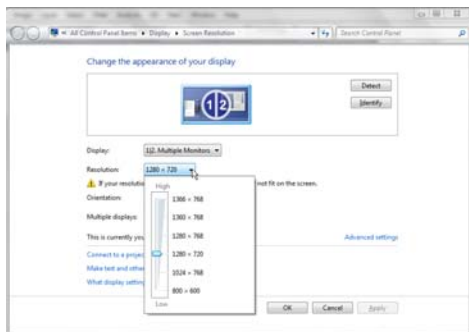 All Control Panel Items ▸ Display ▸ Screen Resolution
Search Control Panel
Change the appearance of your display
1|2
Detect
Identify
Display: 1|2. Multiple Monitors
Resolution: 1280 × 720
If your resolutio
not fit on the screen.
High
Orientation:
1366 × 768
1360 × 768
Multiple displays:
1280 × 768
This is currently you
Advanced settings
1280 × 720
Connect to a projec
Make text and other
1024 × 768
What display setting
800 × 600
Low
OK
Cancel
Apply